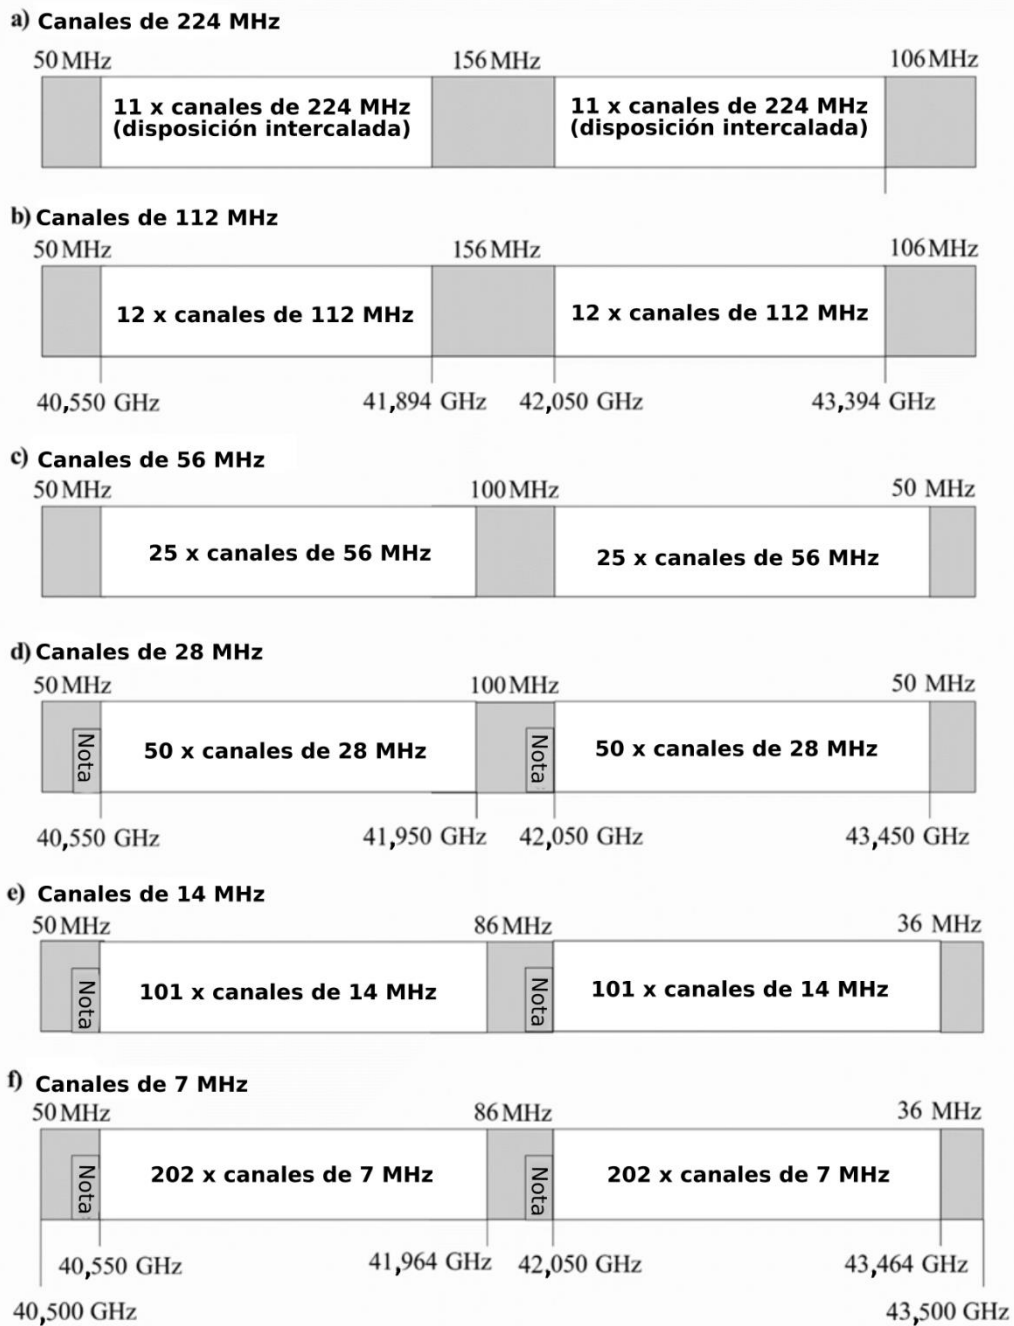 a) Canales de 224 MHz
50 MHz 156 MHz 106 MHz
11 x canales de 224 MHz
(disposición intercalada)
11 x canales de 224 MHz
(disposición intercalada)
b) Canales de 112 MHz
50 MHz 156 MHz 106 MHz
12 x canales de 112 MHz 12 x canales de 112 MHz
40,550 GHz 41,894 GHz 42,050 GHz 43,394 GHz
c) Canales de 56 MHz
50 MHz 100 MHz 50 MHz
25 x canales de 56 MHz 25 x canales de 56 MHz
d) Canales de 28 MHz
50 MHz 100 MHz 50 MHz
Nota 50 x canales de 28 MHz Nota 50 x canales de 28 MHz
40,550 GHz 41,950 GHz 42,050 GHz 43,450 GHz
e) Canales de 14 MHz
50 MHz 86 MHz 36 MHz
Nota 101 x canales de 14 MHz Nota 101 x canales de 14 MHz
f) Canales de 7 MHz
50 MHz 86 MHz 36 MHz
Nota 202 x canales de 7 MHz Nota 202 x canales de 7 MHz
40,550 GHz 41,964 GHz 42,050 GHz 43,464 GHz
40,500 GHz 43,500 GHz